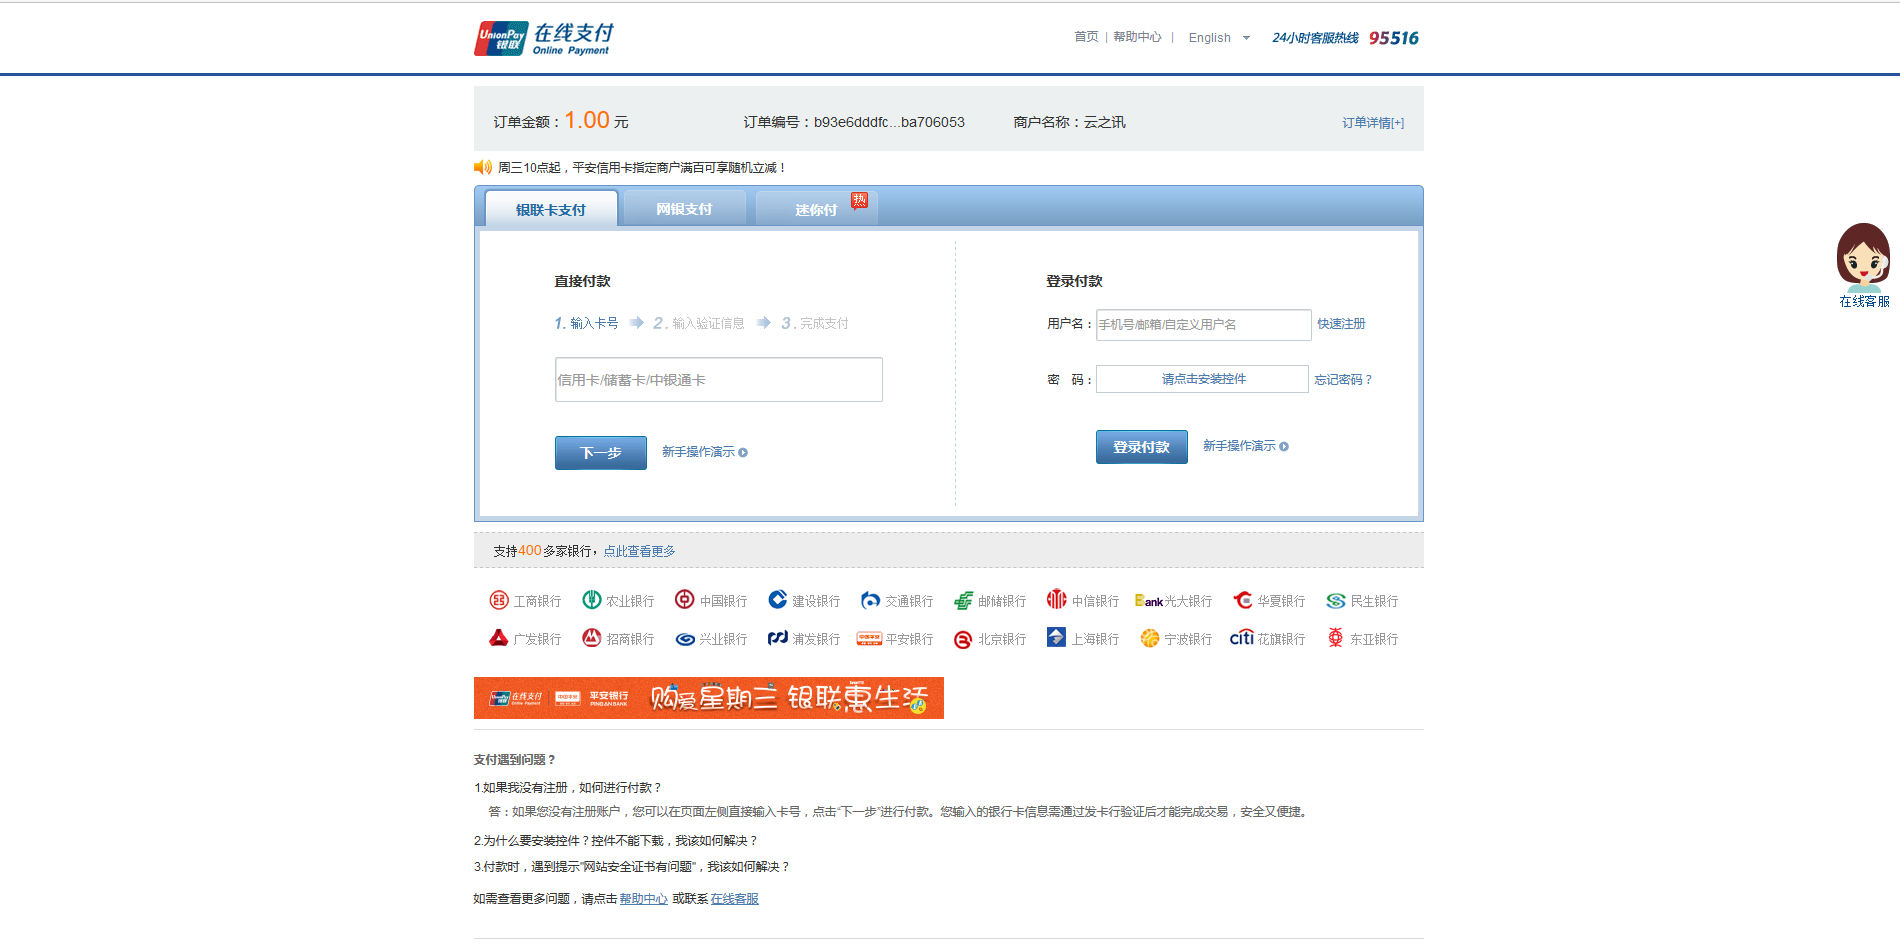 UnionPay 银联 在线支付 Online Payment
首页 | 帮助中心 | English 24小时客服热线 95516
订单金额：1.00 元 订单编号：b93e6dddfc...ba706053 商户名称：云之讯 订单详情[+]
周三10点起，平安信用卡指定商户满百可享随机立减！
银联卡支付 网银支付 迷你付 热
直接付款
1. 输入卡号 2. 输入验证信息 3. 完成支付
信用卡/储蓄卡/中银通卡
下一步 新手操作演示
登录付款
用户名： 手机号/邮箱/自定义用户名 快速注册
密 码： 请点击安装控件 忘记密码？
登录付款 新手操作演示
在线客服
支持400多家银行，点此查看更多
工商银行 农业银行 中国银行 建设银行 交通银行 邮储银行 中信银行 Bank 光大银行 华夏银行 民生银行
广发银行 招商银行 兴业银行 浦发银行 中国平安 平安银行 北京银行 上海银行 宁波银行 citi 花旗银行 东亚银行
UnionPay 银联 在线支付 Online Payment 中国平安 平安银行 PING AN BANK 购爱星期三 银联惠生活
支付遇到问题？
1.如果我没有注册，如何进行付款？
答：如果您没有注册账户，您可以在页面左侧直接输入卡号，点击“下一步”进行付款。您输入的银行卡信息需通过发卡行验证后才能完成交易，安全又便捷。
2.为什么要安装控件？控件不能下载，我该如何解决？
3.付款时，遇到提示"网站安全证书有问题"，我该如何解决？
如需查看更多问题，请点击 帮助中心 或联系 在线客服